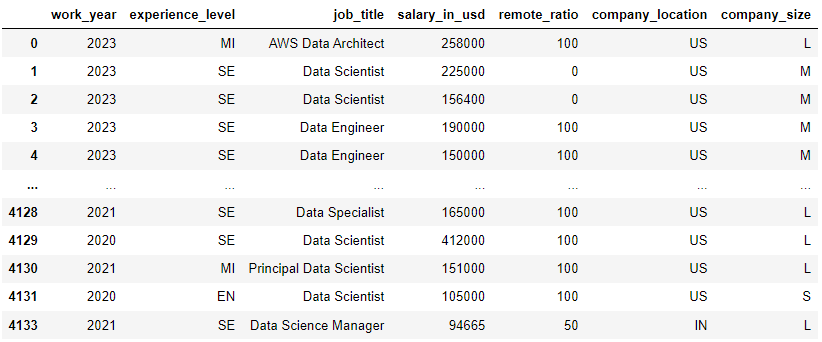 work_year experience_level job_title salary_in_usd remote_ratio company_location company_size
0 2023 MI AWS Data Architect 258000 100 US L
1 2023 SE Data Scientist 225000 0 US M
2 2023 SE Data Scientist 156400 0 US M
3 2023 SE Data Engineer 190000 100 US M
4 2023 SE Data Engineer 150000 100 US M
... ... ... ... ... ... ... ...
4128 2021 SE Data Specialist 165000 100 US L
4129 2020 SE Data Scientist 412000 100 US L
4130 2021 MI Principal Data Scientist 151000 100 US L
4131 2020 EN Data Scientist 105000 100 US S
4133 2021 SE Data Science Manager 94665 50 IN L